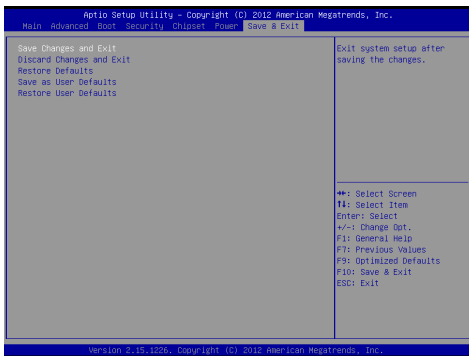 Aptio Setup Utility – Copyright (C) 2012 American Megatrends, Inc.
Main Advanced Boot Security Chipset Power Save & Exit
Save Changes and Exit
Discard Changes and Exit
Restore Defaults
Save as User Defaults
Restore User Defaults
Exit system setup after
saving the changes.
→←: Select Screen
↑↓: Select Item
Enter: Select
+/-: Change Opt.
F1: General Help
F7: Previous Values
F9: Optimized Defaults
F10: Save & Exit
ESC: Exit
Version 2.15.1226. Copyright (C) 2012 American Megatrends, Inc.